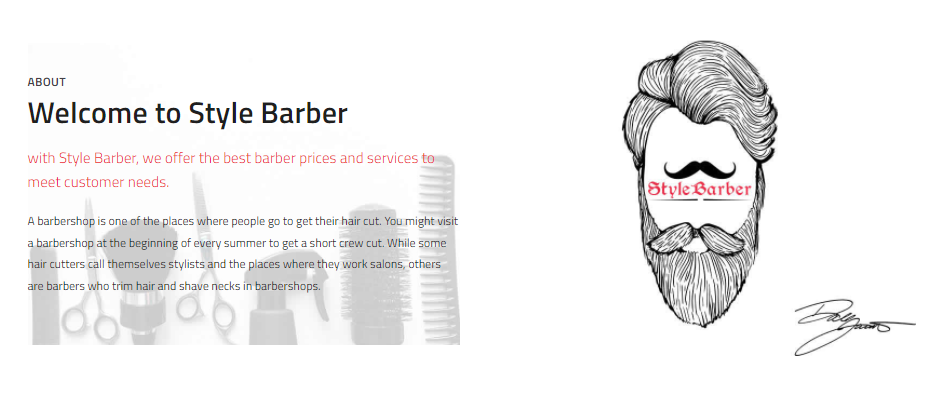 ABOUT
Welcome to Style Barber
with Style Barber, we offer the best barber prices and services to
meet customer needs.
A barbershop is one of the places where people go to get their hair cut. You might visit
a barbershop at the beginning of every summer to get a short crew cut. While some
hair cutters call themselves stylists and the places where they work salons, others
are barbers who trim hair and shave necks in barbershops.
StyleBarber